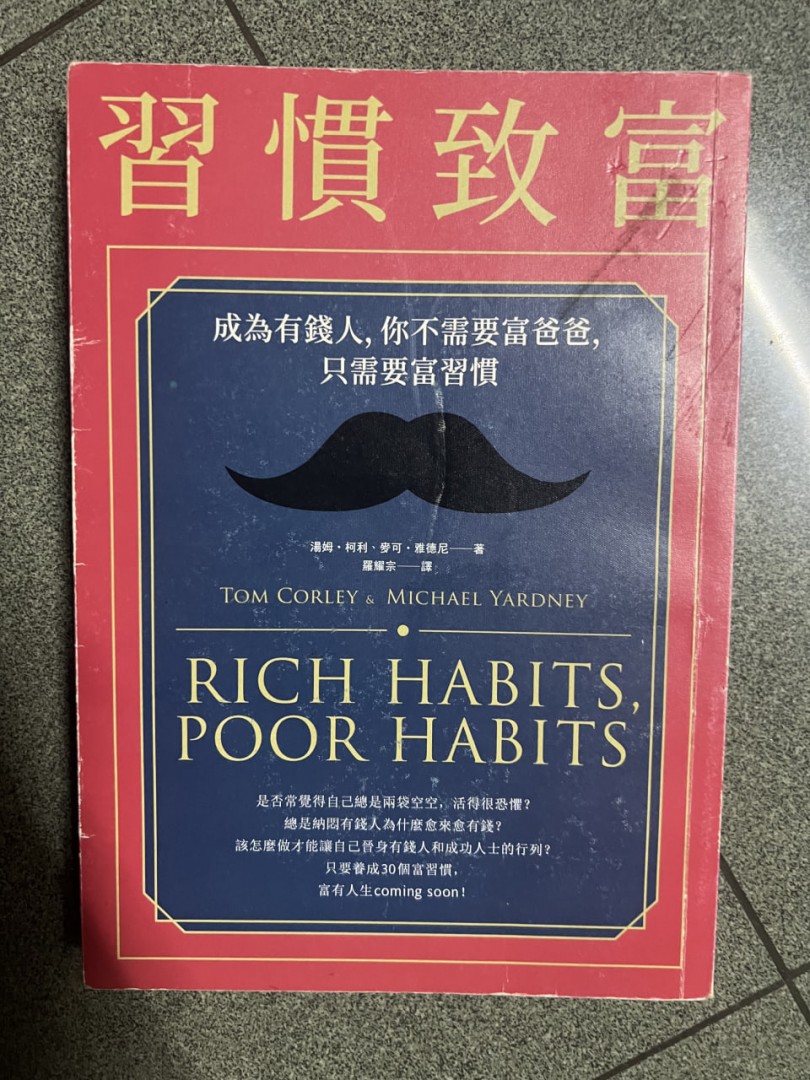 習慣致富
成為有錢人,你不需要富爸爸,
只需要富習慣
湯姆・柯利、麥可・雅德尼——著
羅耀宗——譯
TOM CORLEY & MICHAEL YARDNEY
RICH HABITS,
POOR HABITS
是否常覺得自己總是兩袋空空，活得很恐懼？
總是納悶有錢人為什麼愈來愈有錢？
該怎麼做才能讓自己晉身有錢人和成功人士的行列？
只要養成30個富習慣，
富有人生coming soon！